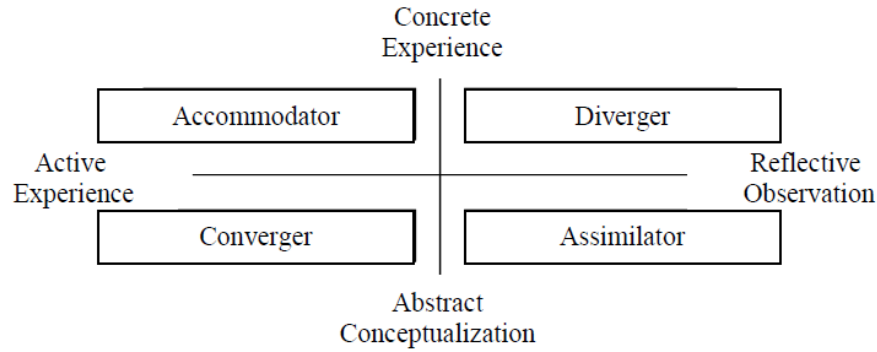 Concrete
Experience
Accommodator
Diverger
Active
Experience
Reflective
Observation
Converger
Assimilator
Abstract
Conceptualization